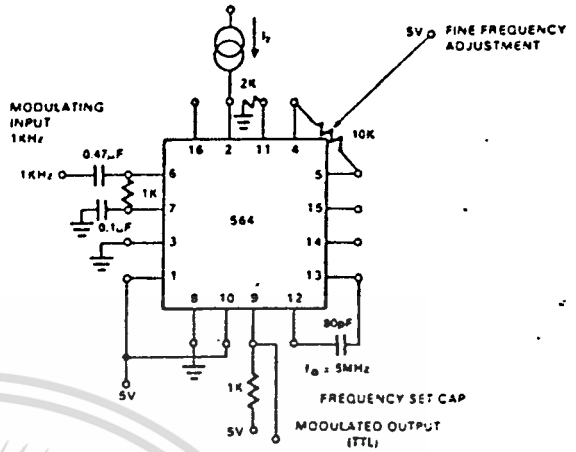 I₂
5V
FINE FREQUENCY
ADJUSTMENT
2K
MODULATING
INPUT
1KHz
16
2
11
4
10K
0.47μF
1KHz
6
5
1K
7
15
0.1μF
564
3
14
1
13
8
10
9
12
80pF
f₀ = 5MHz
1K
5V
FREQUENCY SET CAP
5V
MODULATED OUTPUT
(TTL)